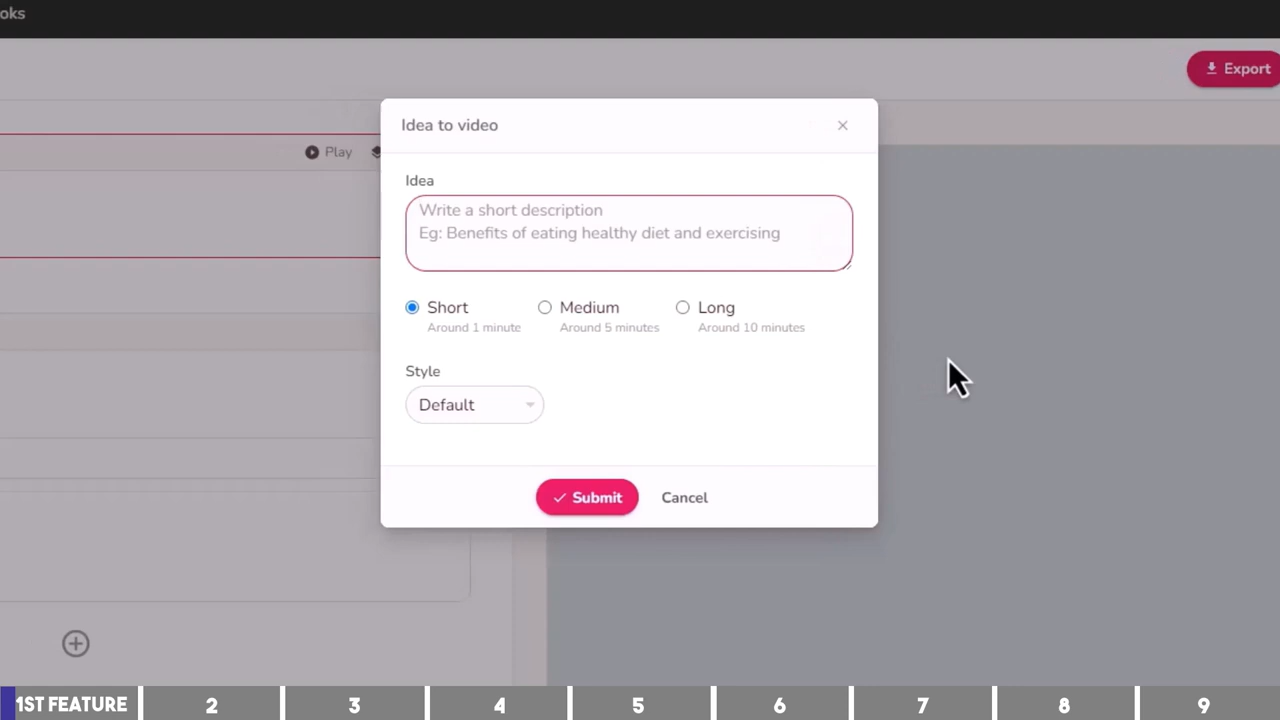 oks
Export
Idea to video
Play
Idea
Write a short description
Eg: Benefits of eating healthy diet and exercising
Short Medium Long
Around 1 minute Around 5 minutes Around 10 minutes
Style
Default
Submit Cancel
1ST FEATURE 2 3 4 5 6 7 8 9